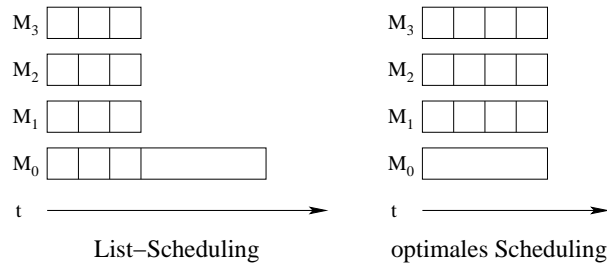 M3
M2
M1
M0
t
List–Scheduling
M3
M2
M1
M0
t
optimales Scheduling